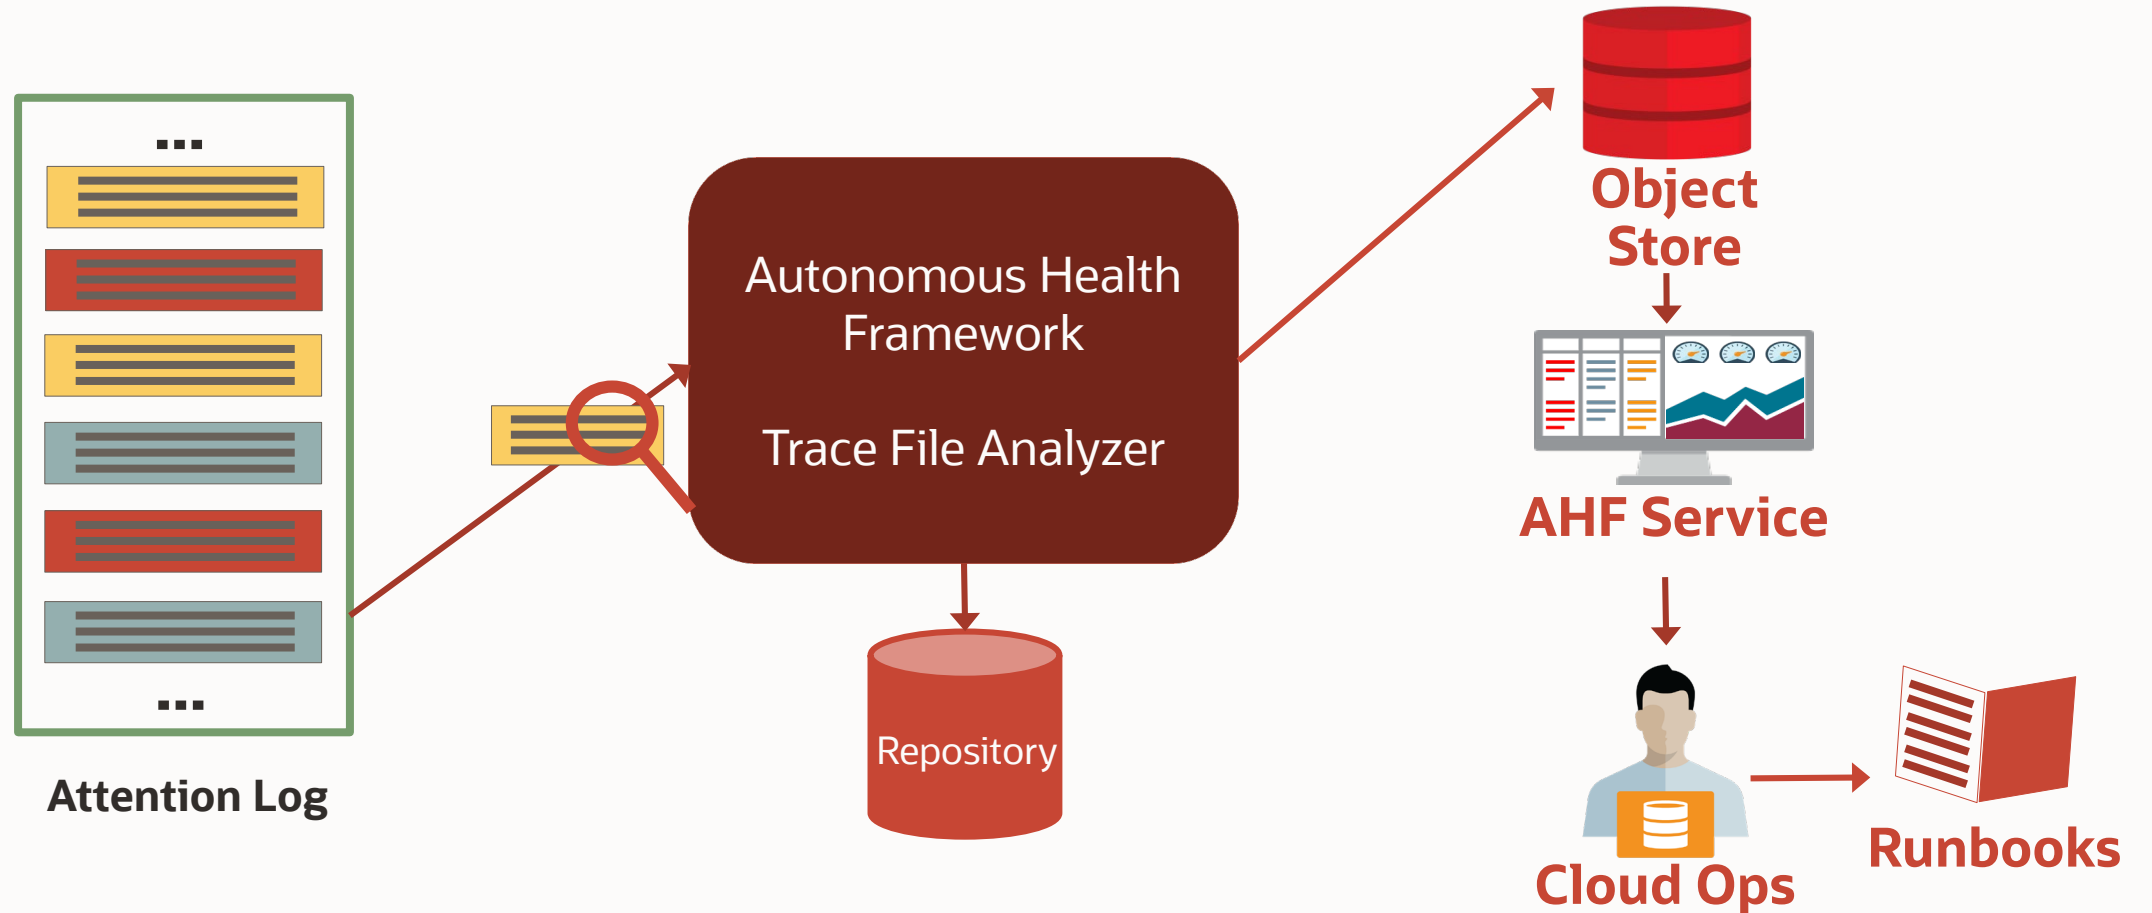 ...
Attention Log
Autonomous Health
Framework
Trace File Analyzer
Repository
Object
Store
AHF Service
Cloud Ops
Runbooks
...